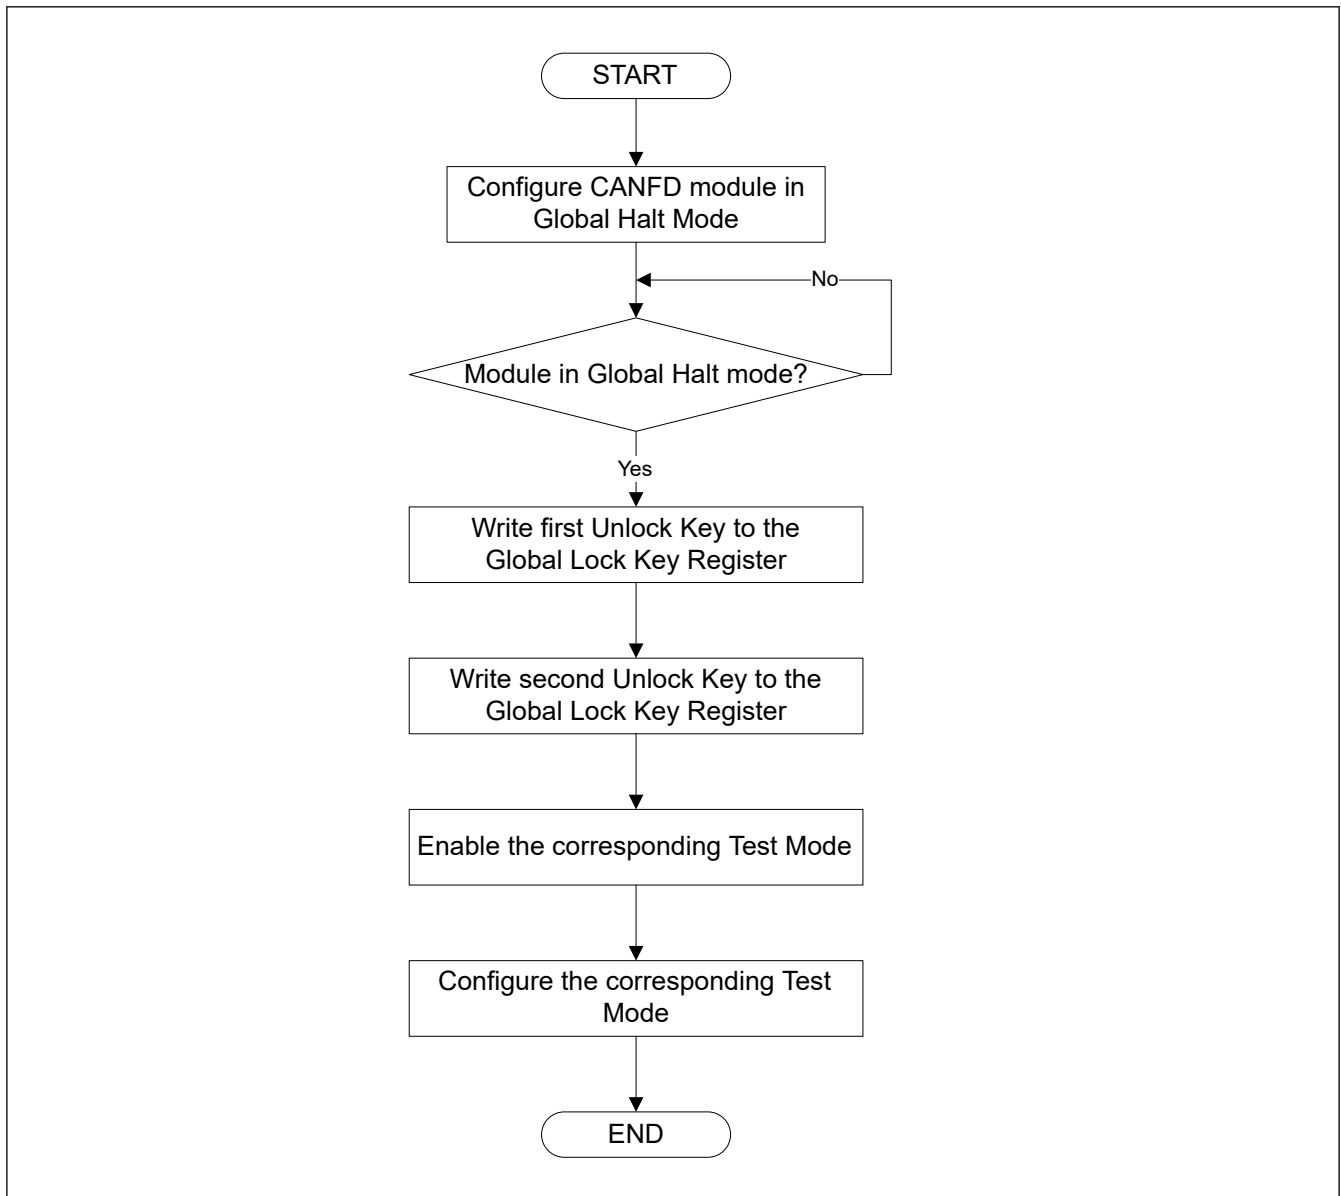 START
Configure CANFD module in
Global Halt Mode
No
Module in Global Halt mode?
Yes
Write first Unlock Key to the
Global Lock Key Register
Write second Unlock Key to the
Global Lock Key Register
Enable the corresponding Test Mode
Configure the corresponding Test
Mode
END